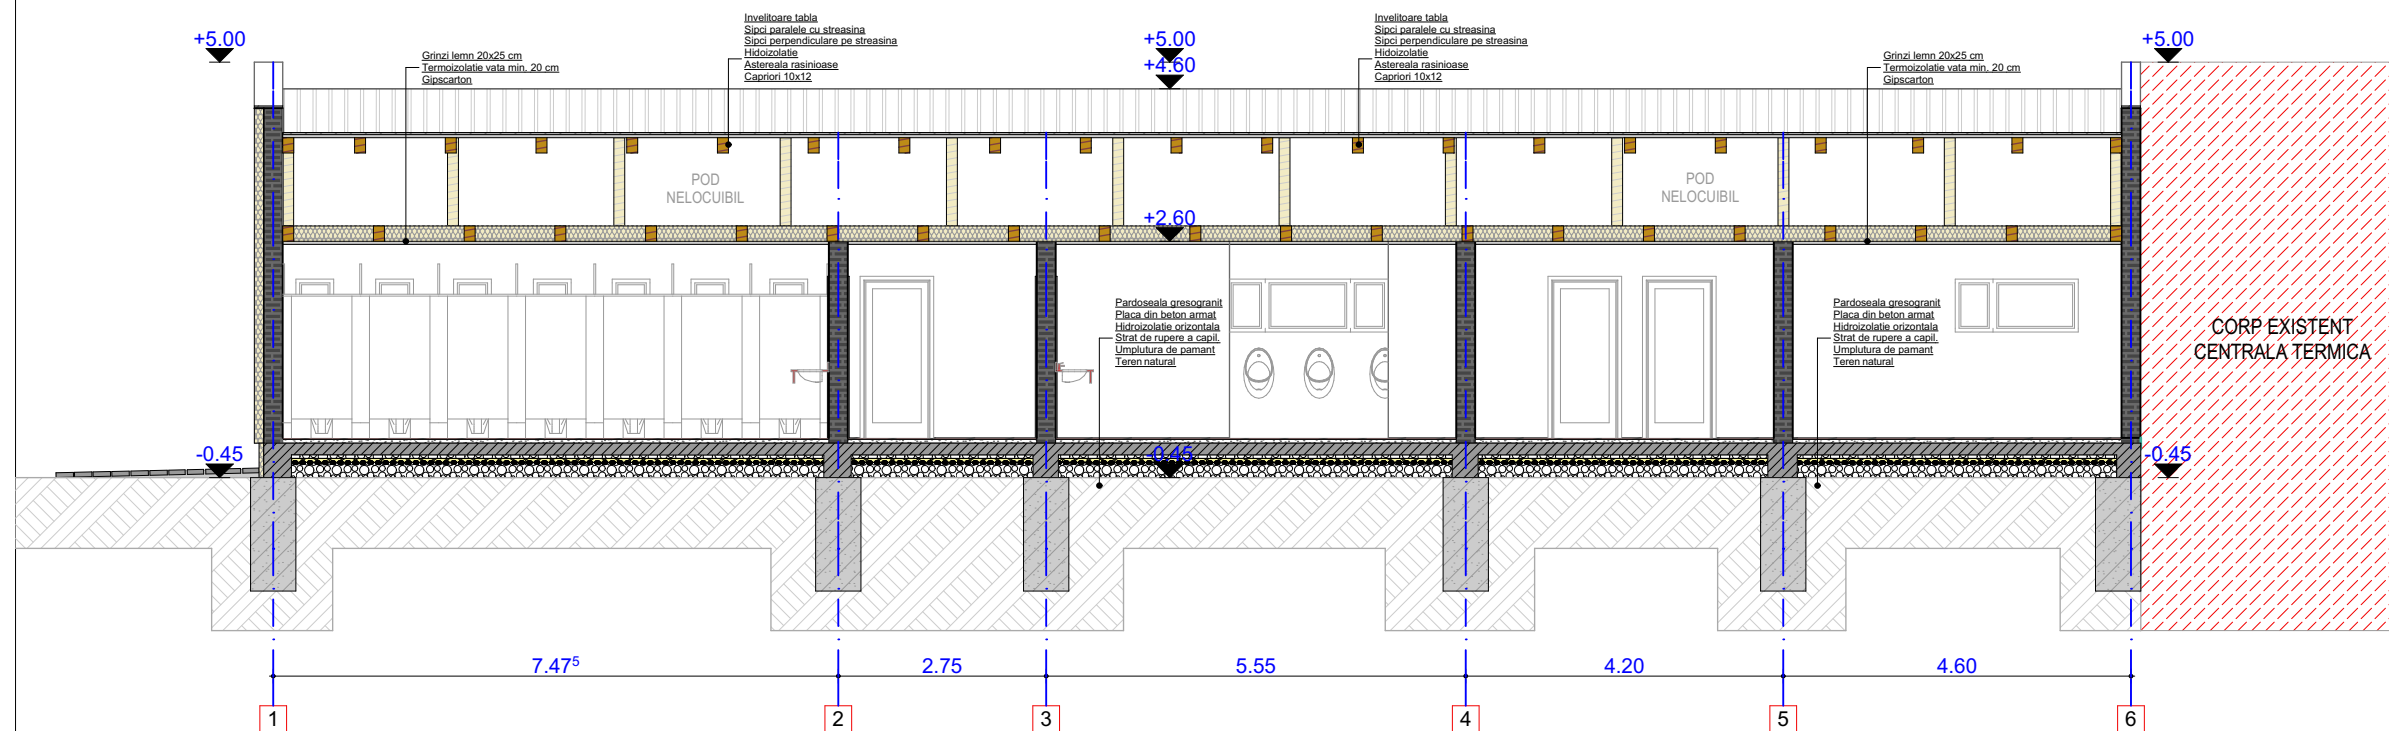 Invelitoare tabla
Sipci paralele cu streasina
Sipci perpendiculare pe streasina
Hidoizolatie
Astereala rasinioase
Capriori 10x12
Invelitoare tabla
Sipci paralele cu streasina
Sipci perpendiculare pe streasina
Hidoizolatie
Astereala rasinioase
Capriori 10x12
+5.00
+5.00
+4.60
+5.00
Grinzi lemn 20x25 cm
Termoizolatie vata min. 20 cm
Gipscarton
Grinzi lemn 20x25 cm
Termoizolatie vata min. 20 cm
Gipscarton
POD
NELOCUIBIL
POD
NELOCUIBIL
+2.60
Pardoseala gresogranit
Placa din beton armat
Hidroizolatie orizontala
Strat de rupere a capil.
Umplutura de pamant
Teren natural
Pardoseala gresogranit
Placa din beton armat
Hidroizolatie orizontala
Strat de rupere a capil.
Umplutura de pamant
Teren natural
CORP EXISTENT
CENTRALA TERMICA
-0.45
-0.45
-0.45
7.47⁵
2.75
5.55
4.20
4.60
1
2
3
4
5
6